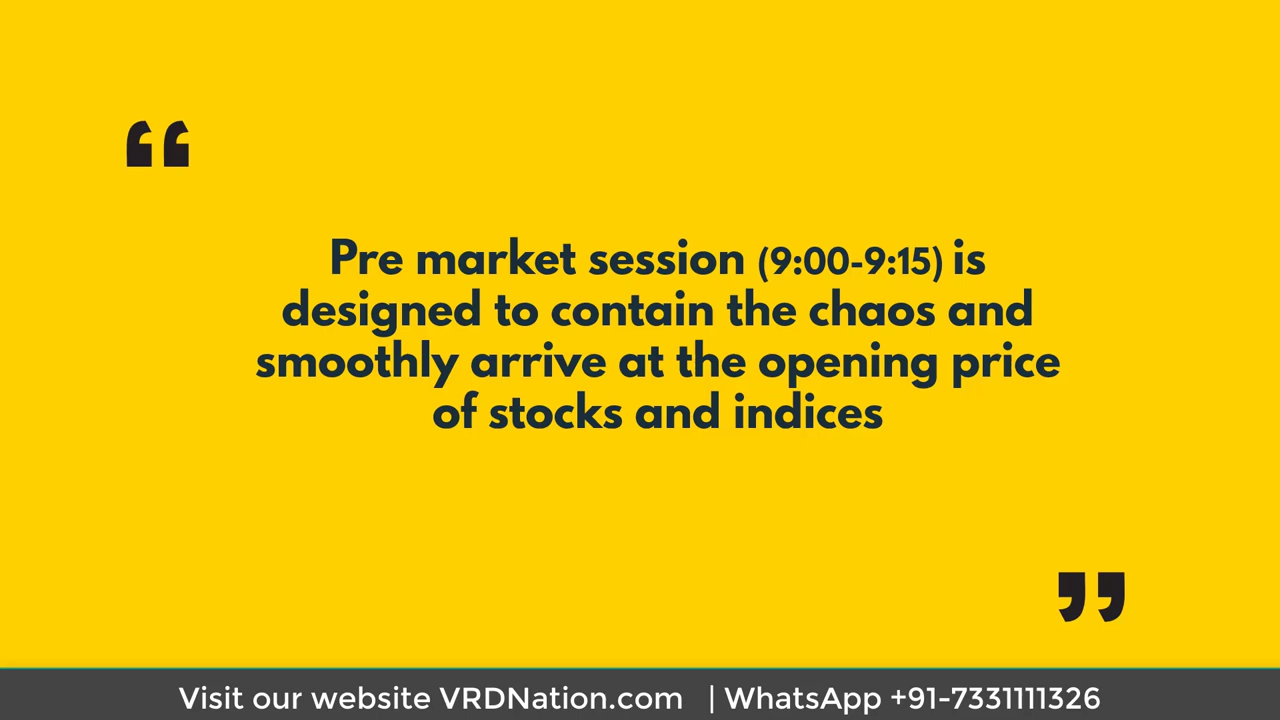 “
Pre market session (9:00-9:15) is
designed to contain the chaos and
smoothly arrive at the opening price
of stocks and indices
”
Visit our website VRDNation.com | WhatsApp +91-7331111326